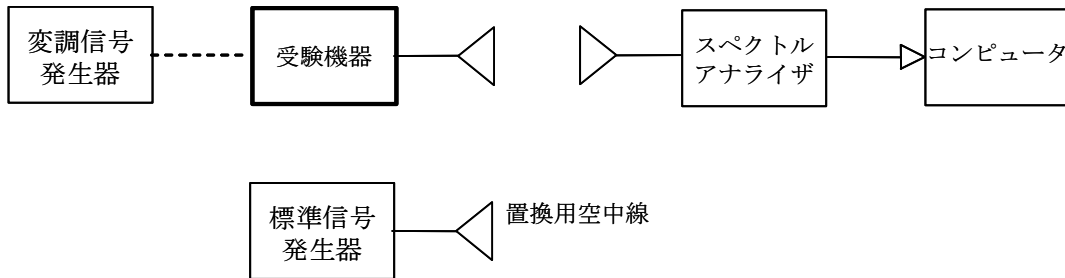 変調信号
発生器
受験機器
スペクトル
アナライザ
コンピュータ
標準信号
発生器
置換用空中線